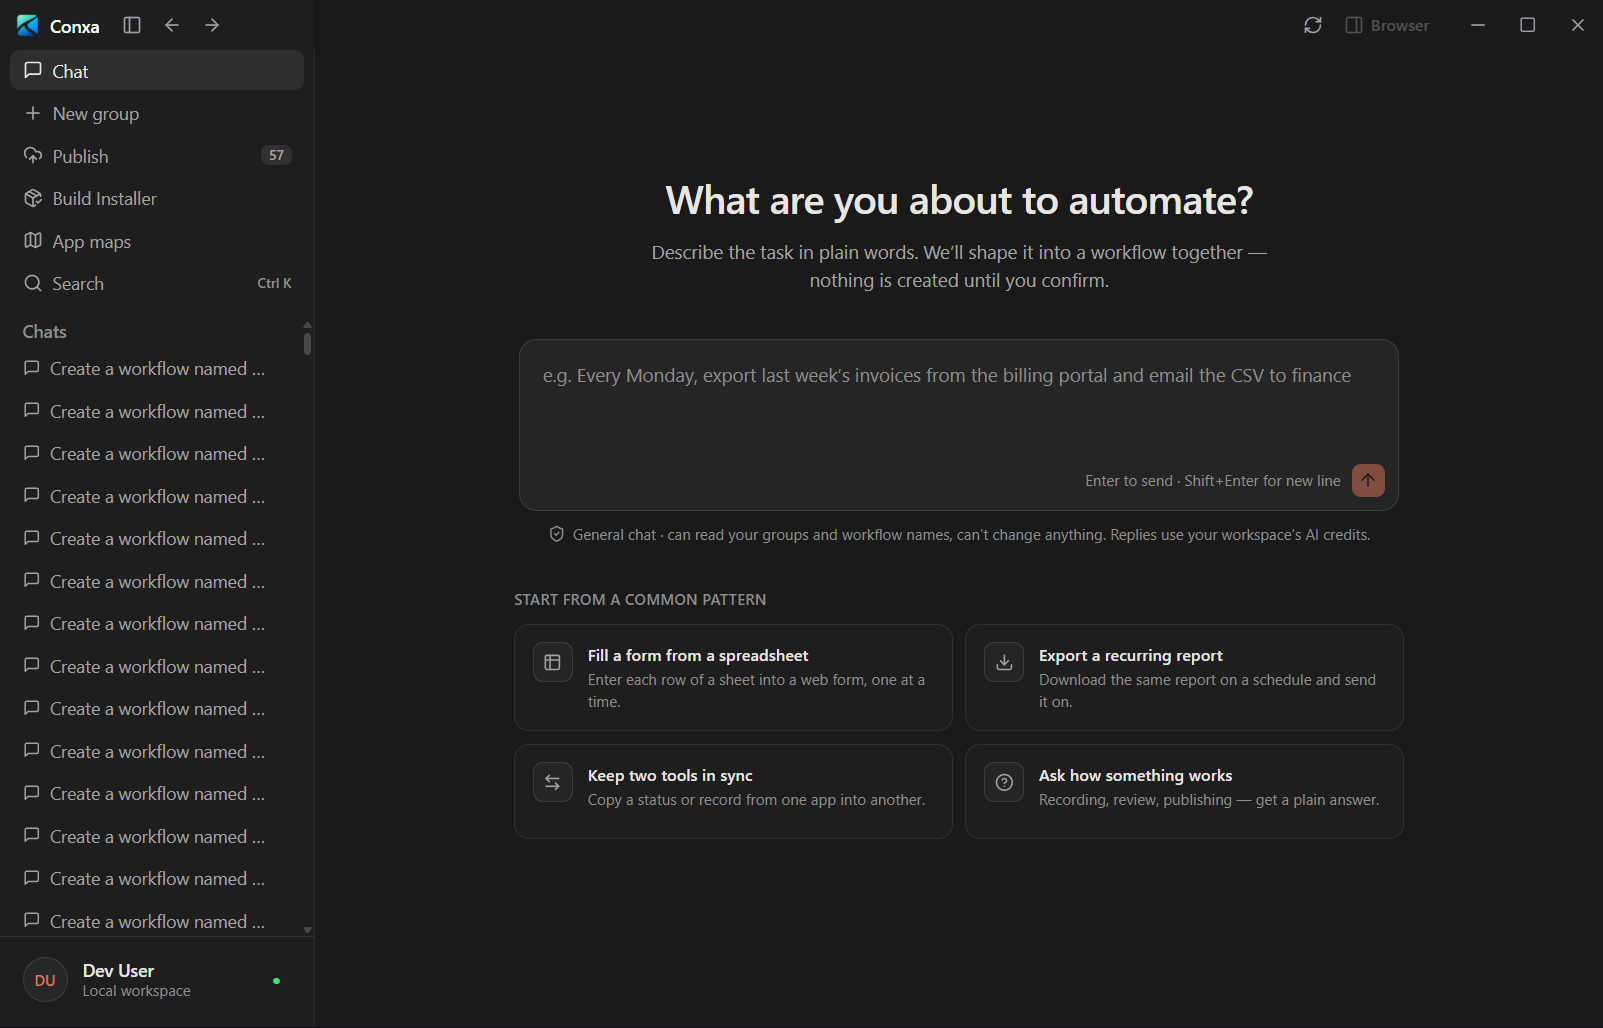 Conxa
Browser
Chat
New group
Publish 57
Build Installer
App maps
Search Ctrl K
Chats
Create a workflow named ...
Create a workflow named ...
Create a workflow named ...
Create a workflow named ...
Create a workflow named ...
Create a workflow named ...
Create a workflow named ...
Create a workflow named ...
Create a workflow named ...
Create a workflow named ...
Create a workflow named ...
Create a workflow named ...
Create a workflow named ...
Create a workflow named ...
DU
Dev User
Local workspace
What are you about to automate?
Describe the task in plain words. We’ll shape it into a workflow together —
nothing is created until you confirm.
e.g. Every Monday, export last week’s invoices from the billing portal and email the CSV to finance
Enter to send · Shift+Enter for new line
General chat · can read your groups and workflow names, can’t change anything. Replies use your workspace’s AI credits.
START FROM A COMMON PATTERN
Fill a form from a spreadsheet
Enter each row of a sheet into a web form, one at a
time.
Export a recurring report
Download the same report on a schedule and send
it on.
Keep two tools in sync
Copy a status or record from one app into another.
Ask how something works
Recording, review, publishing — get a plain answer.